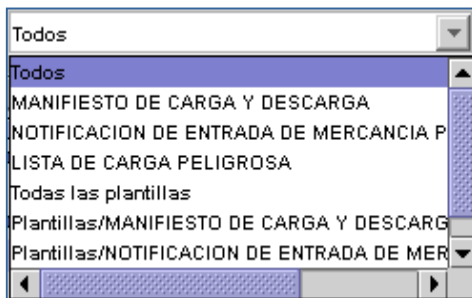 Todos
Todos
MANIFIESTO DE CARGA Y DESCARGA
NOTIFICACION DE ENTRADA DE MERCANCIA P
LISTA DE CARGA PELIGROSA
Todas las plantillas
Plantillas/MANIFIESTO DE CARGA Y DESCARG
Plantillas/NOTIFICACION DE ENTRADA DE MER